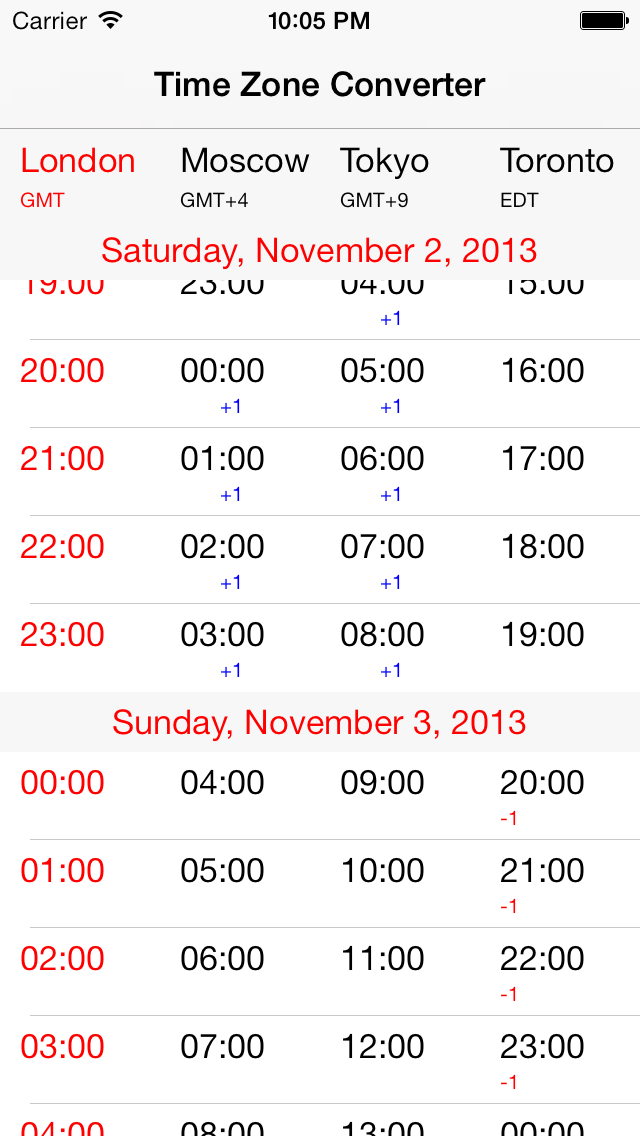 Carrier 10:05 PM
Time Zone Converter
London Moscow Tokyo Toronto
GMT GMT+4 GMT+9 EDT
Saturday, November 2, 2013
19:00 23:00 04:00 15:00
+1
20:00 00:00 05:00 16:00
+1 +1
21:00 01:00 06:00 17:00
+1 +1
22:00 02:00 07:00 18:00
+1 +1
23:00 03:00 08:00 19:00
+1 +1
Sunday, November 3, 2013
00:00 04:00 09:00 20:00
-1
01:00 05:00 10:00 21:00
-1
02:00 06:00 11:00 22:00
-1
03:00 07:00 12:00 23:00
-1
04:00 08:00 13:00 00:00